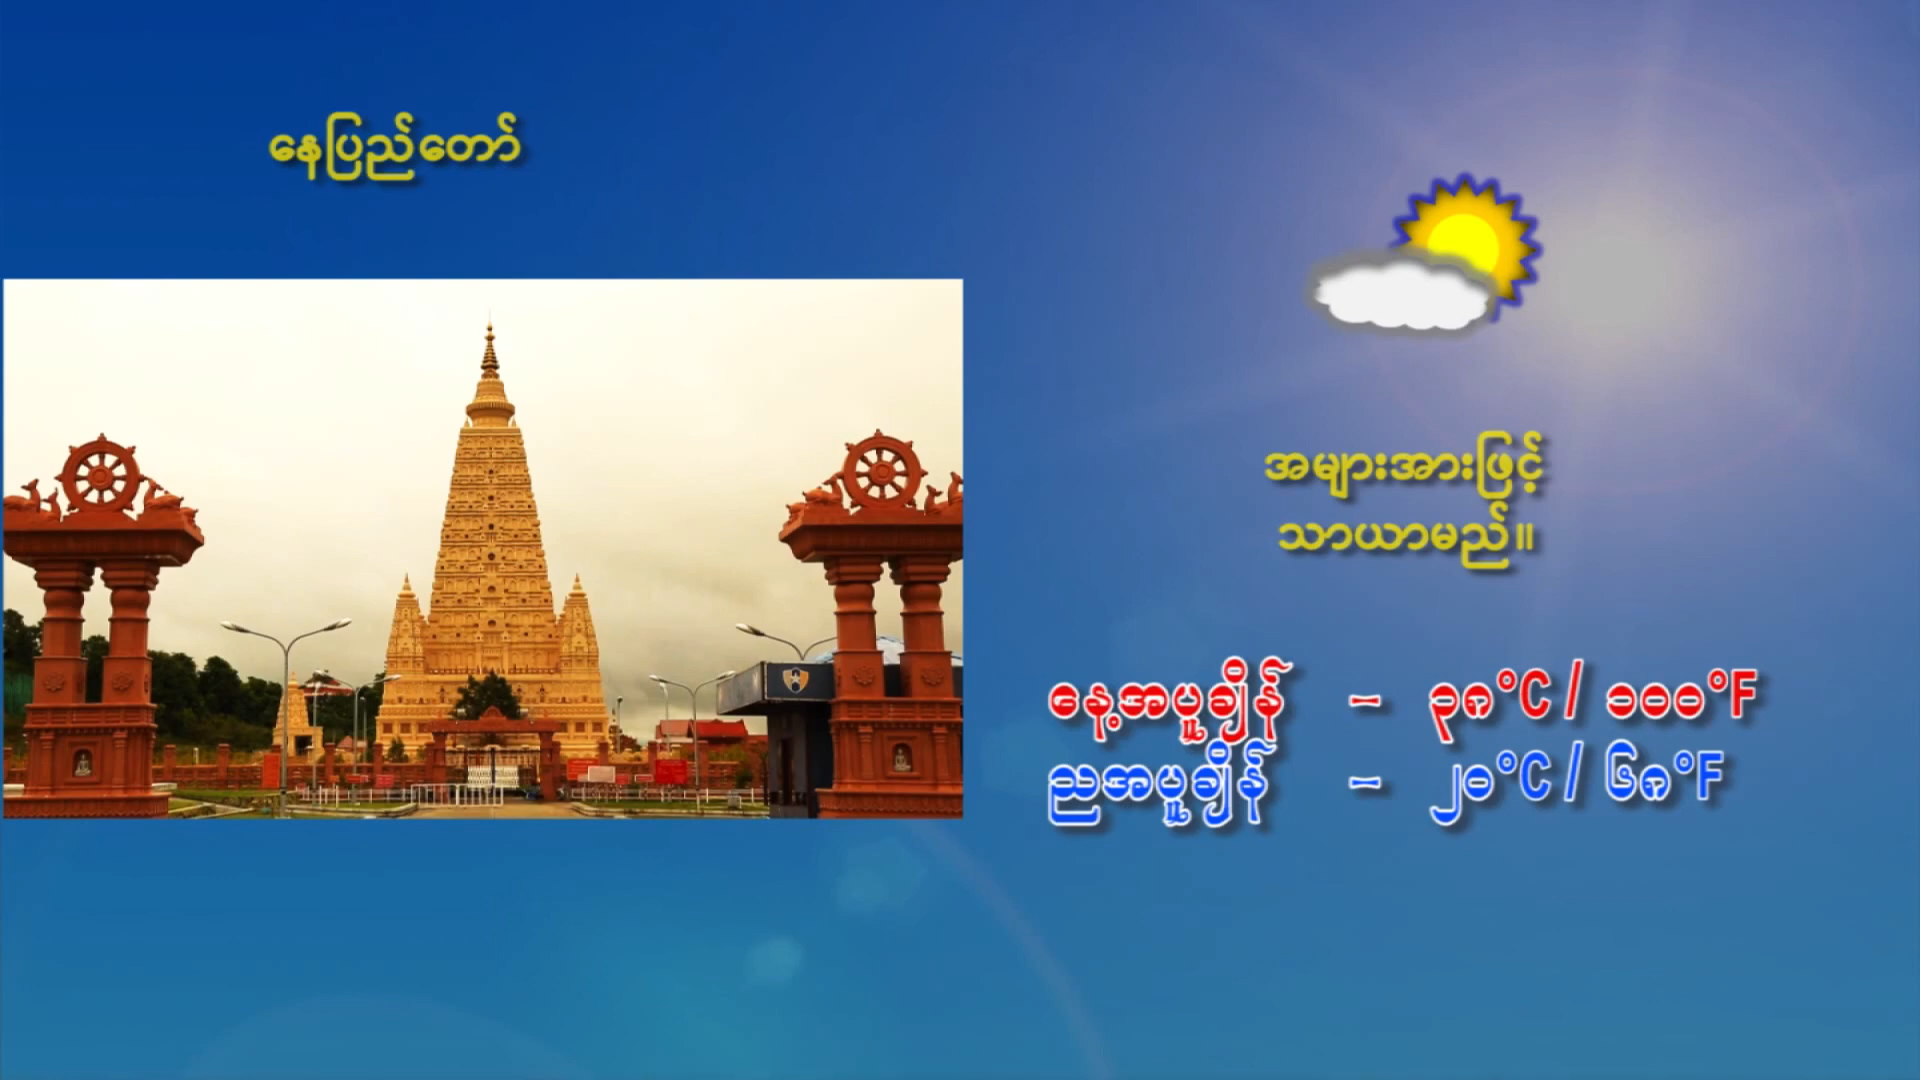 နေပြည်တော်
အများအားဖြင့်
သာယာမည်။
နေ့အပူချိန် - ၃၈°C / ၁၀၀°F
ညအပူချိန် - ၂၀°C / ၆၈°F